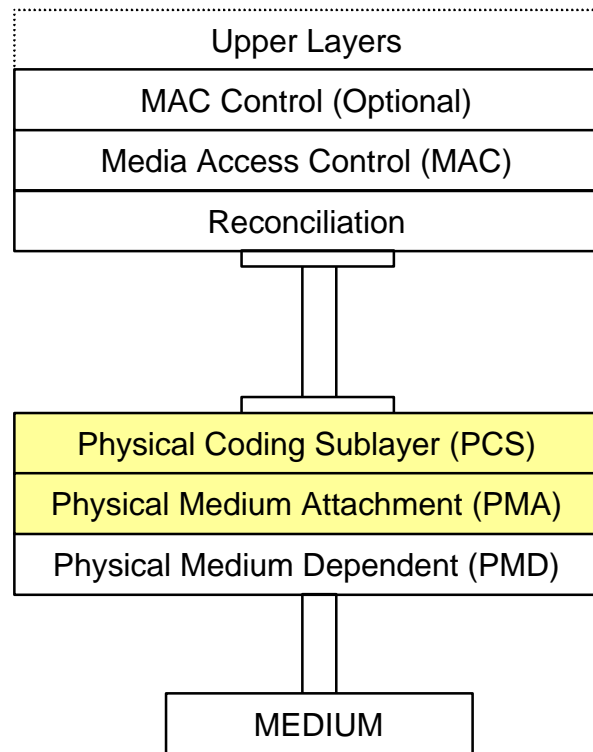 Upper Layers
MAC Control (Optional)
Media Access Control (MAC)
Reconciliation
Physical Coding Sublayer (PCS)
Physical Medium Attachment (PMA)
Physical Medium Dependent (PMD)
MEDIUM